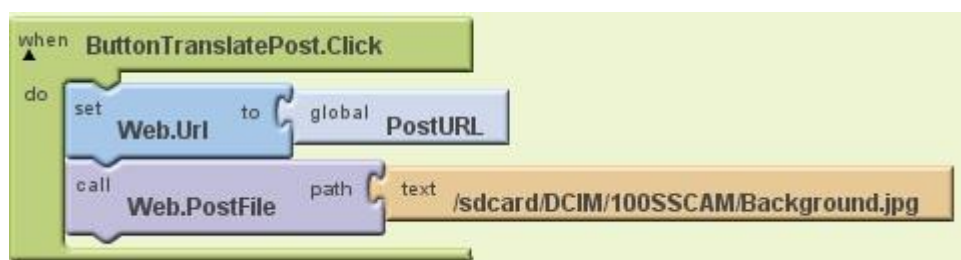 when ButtonTranslatePost.Click
do
set Web.Url to global PostURL
call Web.PostFile path text /sdcard/DCIM/100SSCAM/Background.jpg